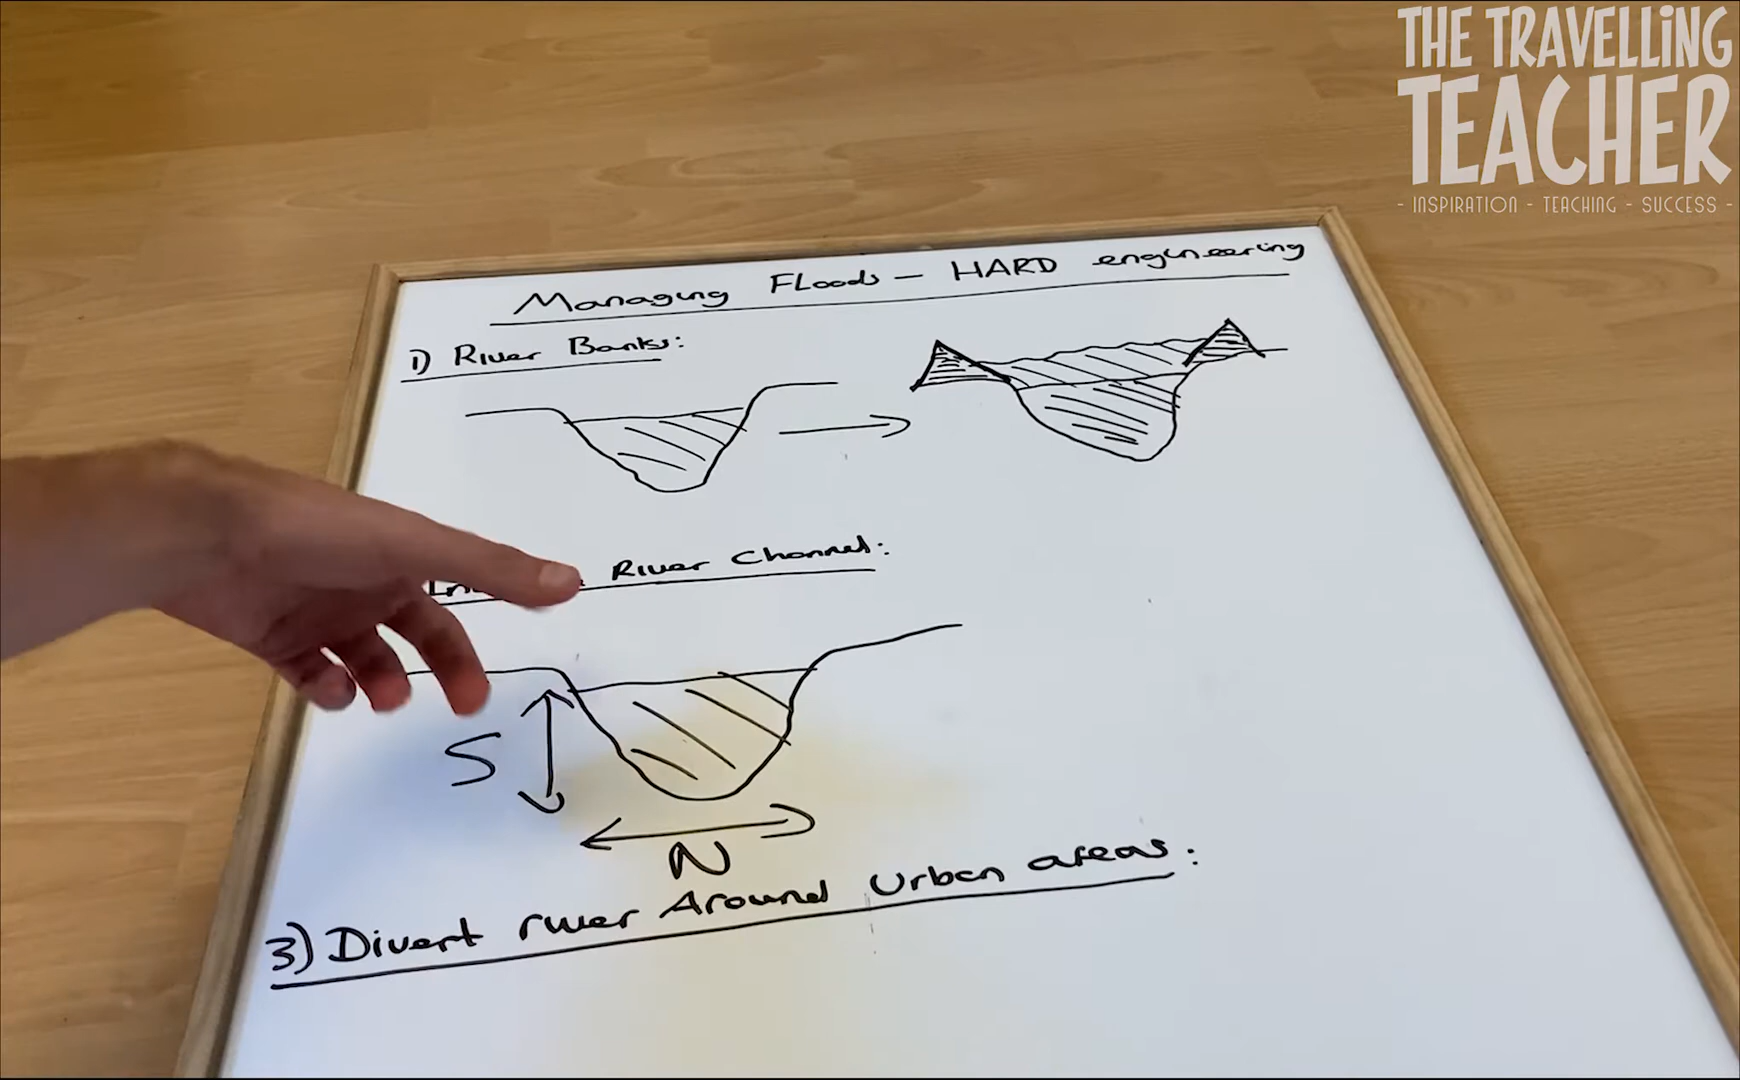 THE TRAVELLING
TEACHER
- INSPIRATION - TEACHING - SUCCESS -
Managing Floods - HARD engineering
1) River Banks:
River Channel:
S
N
3) Divert river Around Urban areas: